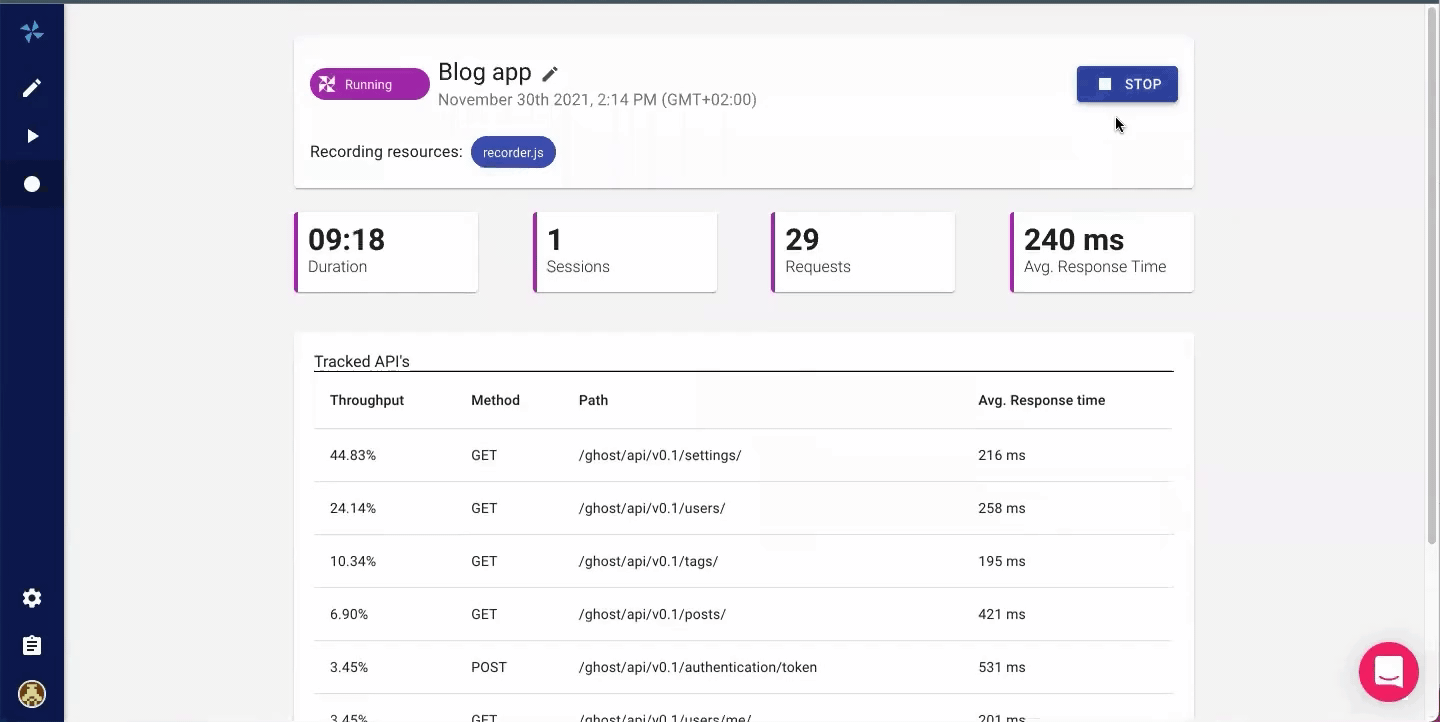 Running
Blog app
November 30th 2021, 2:14 PM (GMT+02:00)
STOP
Recording resources: recorder.js
09:18
Duration
1
Sessions
29
Requests
240 ms
Avg. Response Time
Tracked API's
Throughput Method Path Avg. Response time
44.83% GET /ghost/api/v0.1/settings/ 216 ms
24.14% GET /ghost/api/v0.1/users/ 258 ms
10.34% GET /ghost/api/v0.1/tags/ 195 ms
6.90% GET /ghost/api/v0.1/posts/ 421 ms
3.45% POST /ghost/api/v0.1/authentication/token 531 ms
3.45% GET /ghost/api/v0.1/users/me/ 201 ms